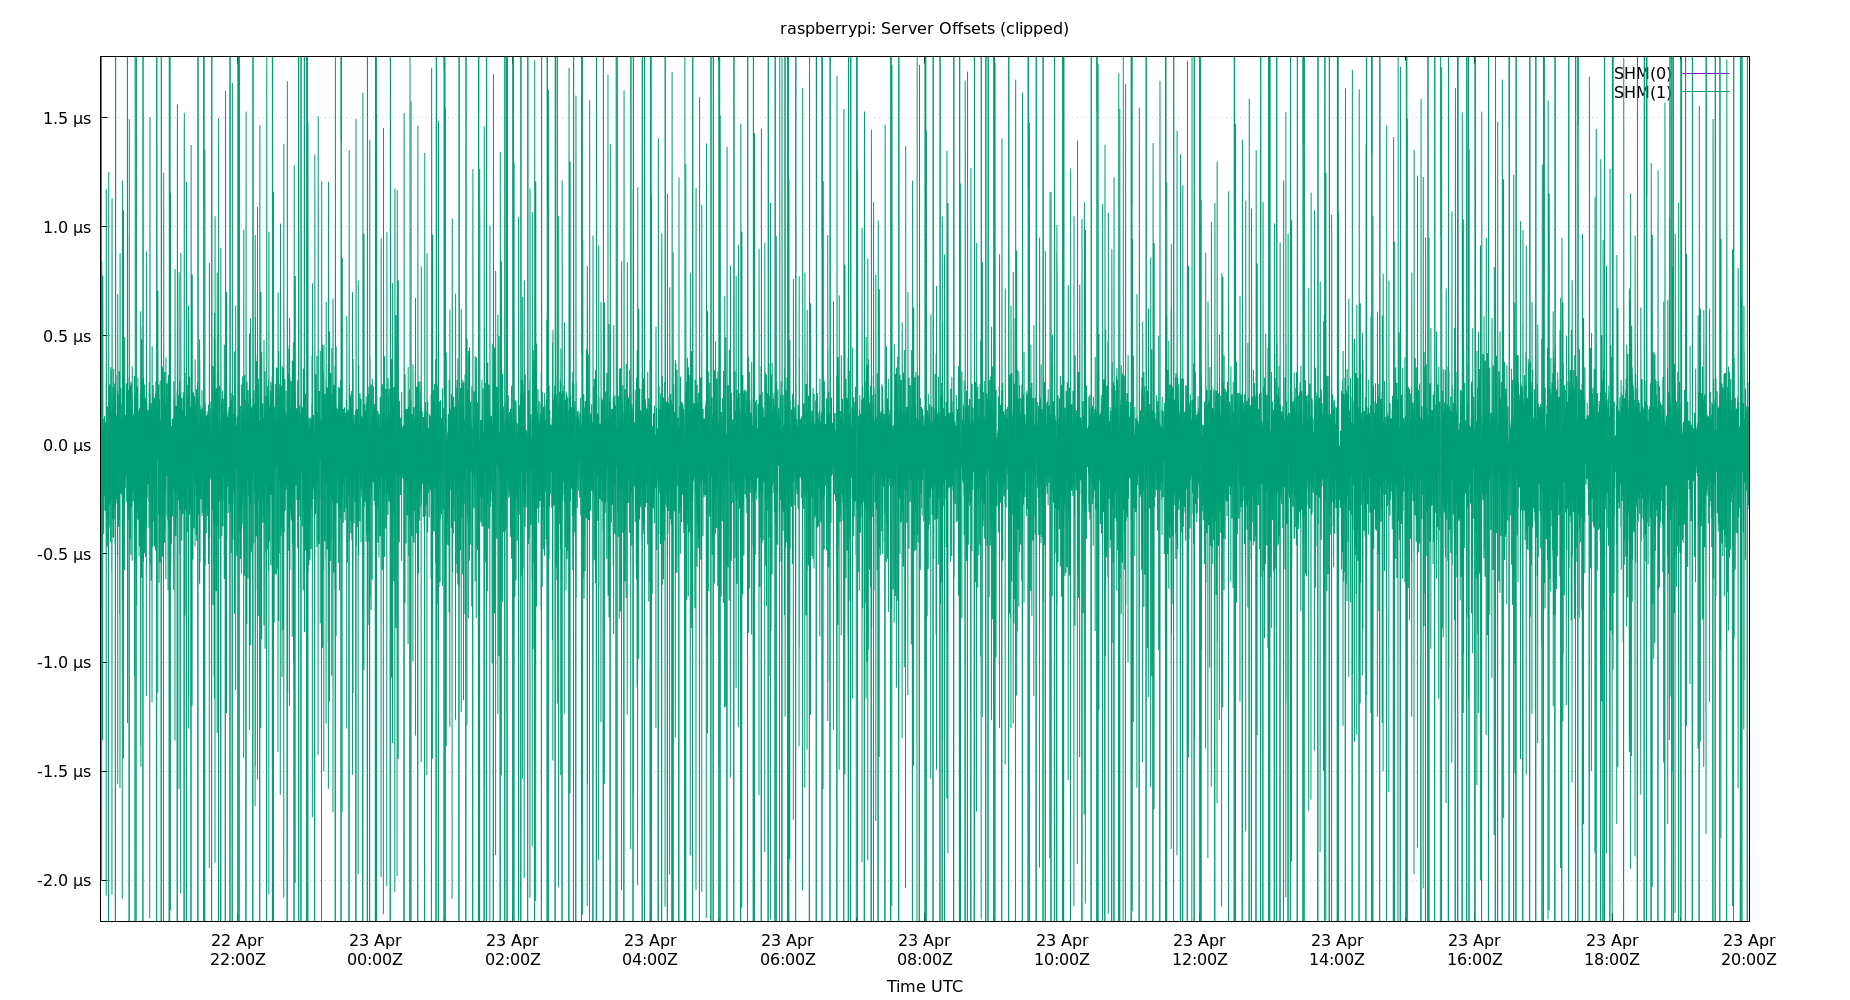 raspberrypi: Server Offsets (clipped)
SHM(0)
SHM(1)
1.5 µs
1.0 µs
0.5 µs
0.0 µs
-0.5 µs
-1.0 µs
-1.5 µs
-2.0 µs
22 Apr 23 Apr 23 Apr 23 Apr 23 Apr 23 Apr 23 Apr 23 Apr 23 Apr 23 Apr 23 Apr 23 Apr
22:00Z 00:00Z 02:00Z 04:00Z 06:00Z 08:00Z 10:00Z 12:00Z 14:00Z 16:00Z 18:00Z 20:00Z
Time UTC